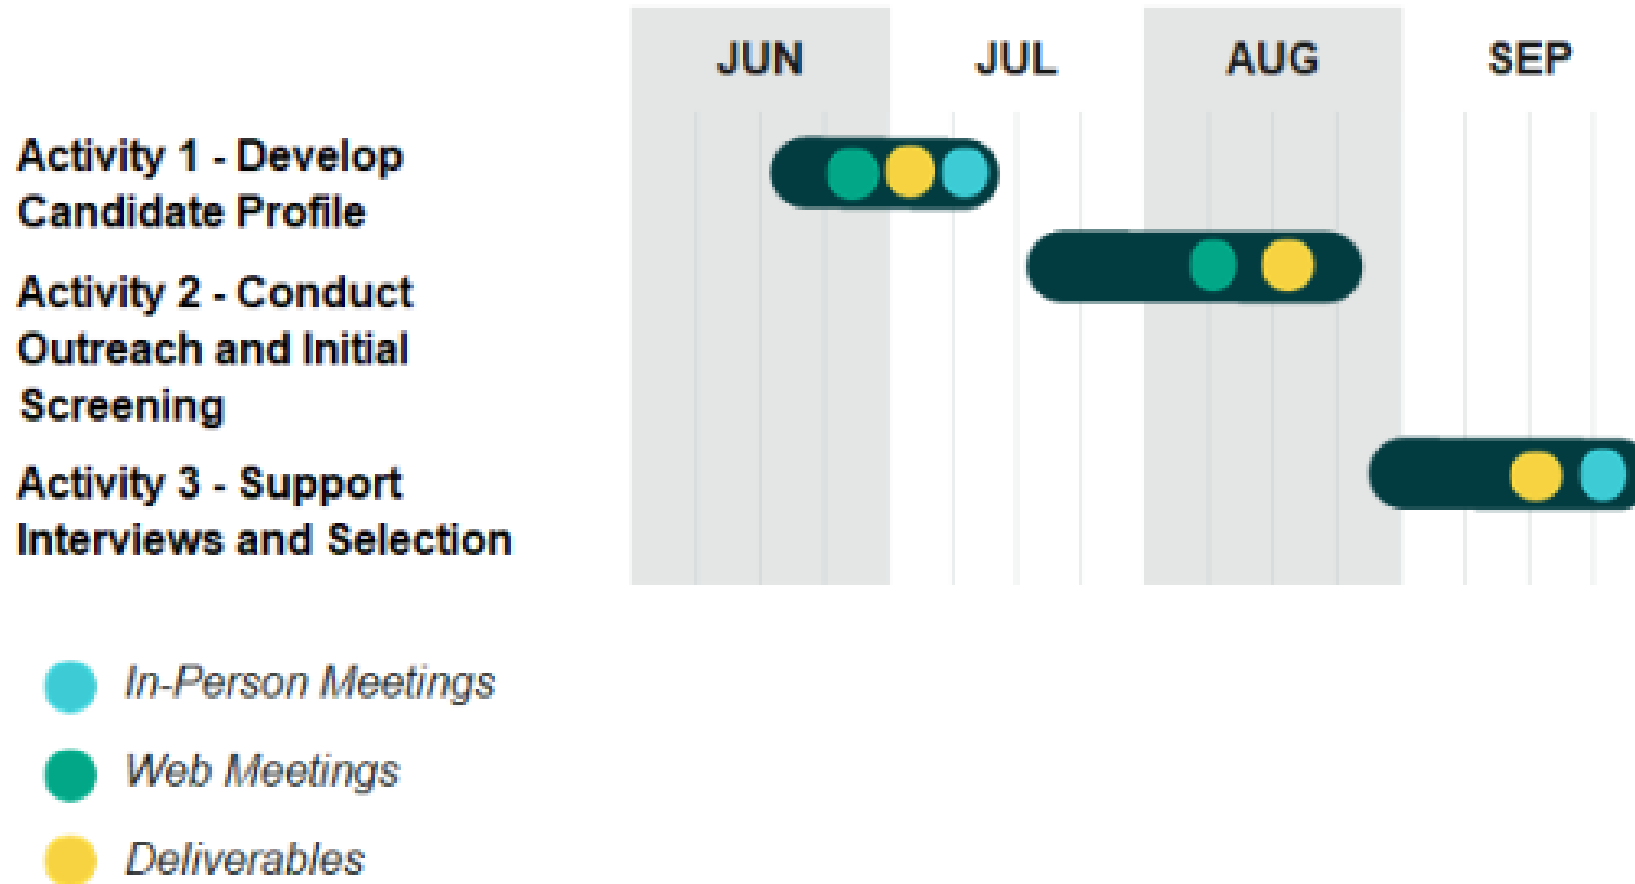 JUN JUL AUG SEP
Activity 1 - Develop
Candidate Profile
Activity 2 - Conduct
Outreach and Initial
Screening
Activity 3 - Support
Interviews and Selection
In-Person Meetings
Web Meetings
Deliverables